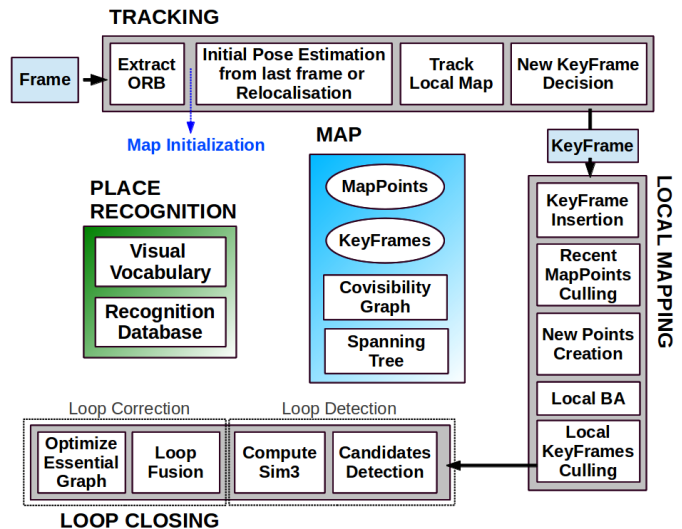 TRACKING
Frame
Extract
ORB
Initial Pose Estimation
from last frame or
Relocalisation
Track
Local Map
New KeyFrame
Decision
Map Initialization
KeyFrame
MAP
MapPoints
KeyFrames
Covisibility
Graph
Spanning
Tree
PLACE
RECOGNITION
Visual
Vocabulary
Recognition
Database
LOCAL MAPPING
KeyFrame
Insertion
Recent
MapPoints
Culling
New Points
Creation
Local BA
Local
KeyFrames
Culling
Loop Correction
Loop Detection
Optimize
Essential
Graph
Loop
Fusion
Compute
Sim3
Candidates
Detection
LOOP CLOSING